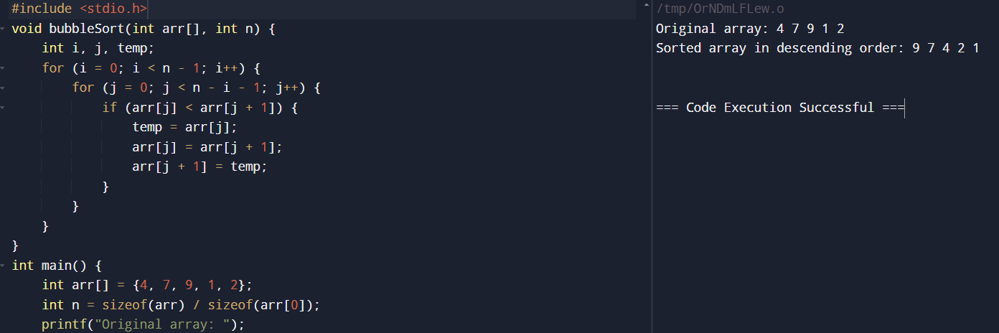 #include <stdio.h>
void bubbleSort(int arr[], int n) {
    int i, j, temp;
    for (i = 0; i < n - 1; i++) {
        for (j = 0; j < n - i - 1; j++) {
            if (arr[j] < arr[j + 1]) {
                temp = arr[j];
                arr[j] = arr[j + 1];
                arr[j + 1] = temp;
            }
        }
    }
}
int main() {
    int arr[] = {4, 7, 9, 1, 2};
    int n = sizeof(arr) / sizeof(arr[0]);
    printf("Original array: ");
/tmp/OrNDmLFLew.o
Original array: 4 7 9 1 2
Sorted array in descending order: 9 7 4 2 1
=== Code Execution Successful ===